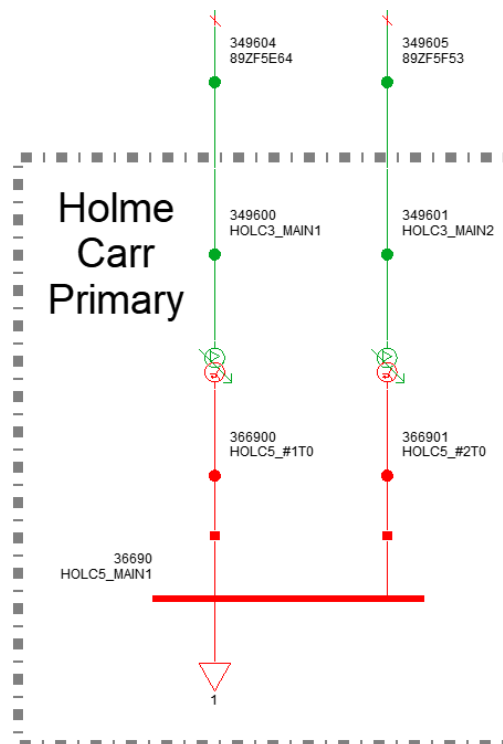 349604
89ZF5E64
349605
89ZF5F53
Holme
Carr
Primary
349600
HOLC3_MAIN1
349601
HOLC3_MAIN2
366900
HOLC5_#1T0
366901
HOLC5_#2T0
36690
HOLC5_MAIN1
1